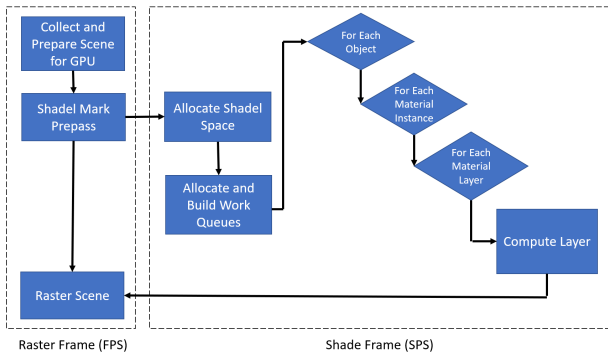 Collect and
Prepare Scene
for GPU
Shadel Mark
Prepass
Raster Scene
Raster Frame (FPS)
Allocate Shadel
Space
Allocate and
Build Work
Queues
For Each
Object
For Each
Material
Instance
For Each
Material
Layer
Compute Layer
Shade Frame (SPS)